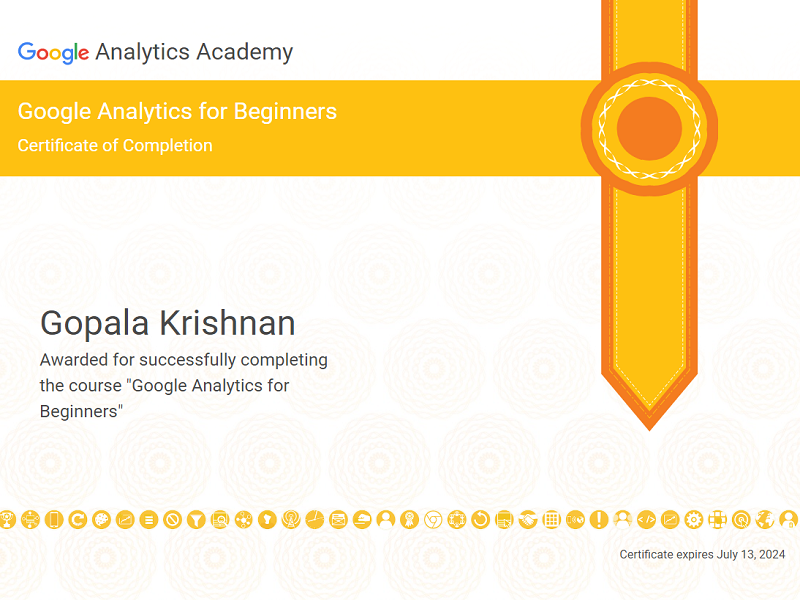 Google Analytics Academy
Google Analytics for Beginners
Certificate of Completion
Gopala Krishnan
Awarded for successfully completing
the course "Google Analytics for
Beginners"
Certificate expires July 13, 2024